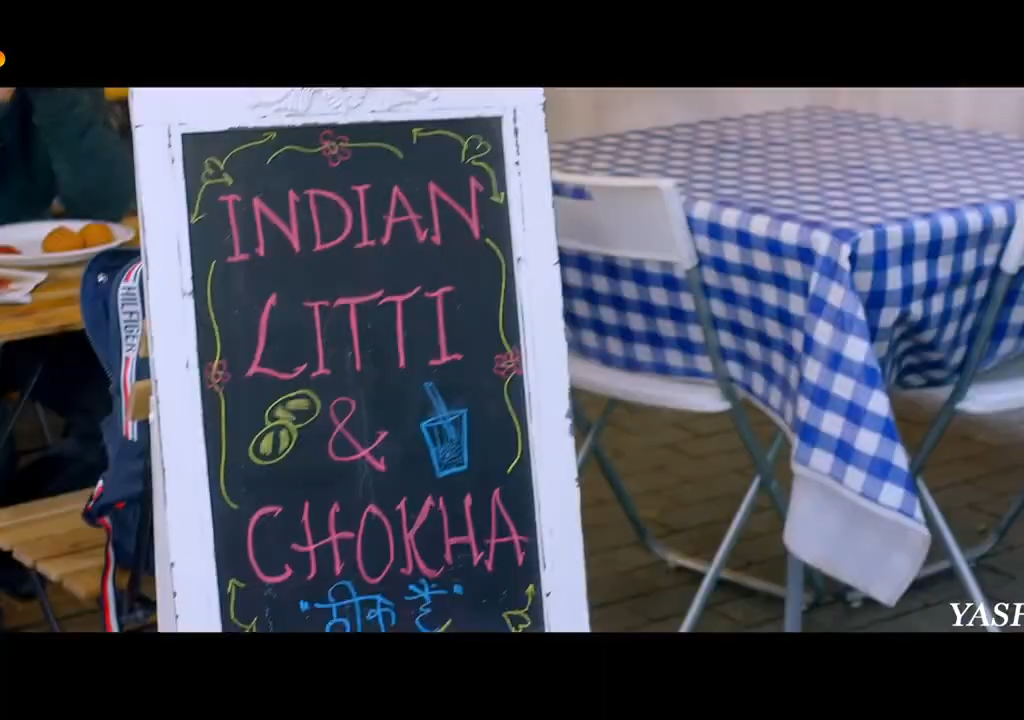 INDIAN
LITTI
&
CHOKHA
"ठीक है"
HILFIGER
YASH